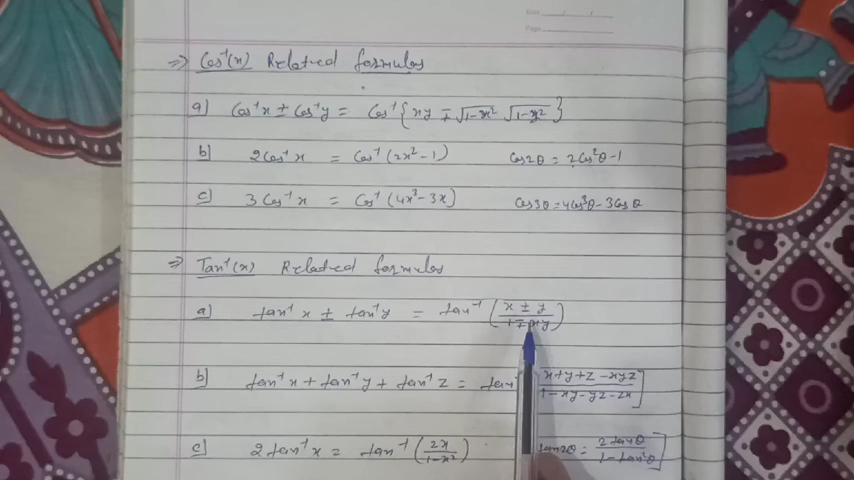 Date / /
Page
=> Cos⁻¹(x) Related formulas
a) Cos⁻¹x ± Cos⁻¹y = Cos⁻¹{xy ∓ √1-x² √1-y²}
b) 2Cos⁻¹x = Cos⁻¹(2x²-1) Cos2θ = 2Cos²θ-1
c) 3Cos⁻¹x = Cos⁻¹(4x³-3x) Cos3θ=4Cos³θ-3Cosθ
=> Tan⁻¹(x) Related formulas
a) tan⁻¹x ± tan⁻¹y = tan⁻¹(x ± y / 1∓xy)
b) tan⁻¹x + tan⁻¹y + tan⁻¹z = tan⁻¹ x+y+z-xyz / 1-xy-yz-zx]
c) 2tan⁻¹x = tan⁻¹(2x / 1-x²) tan2θ = 2tanθ / 1-tan²θ]